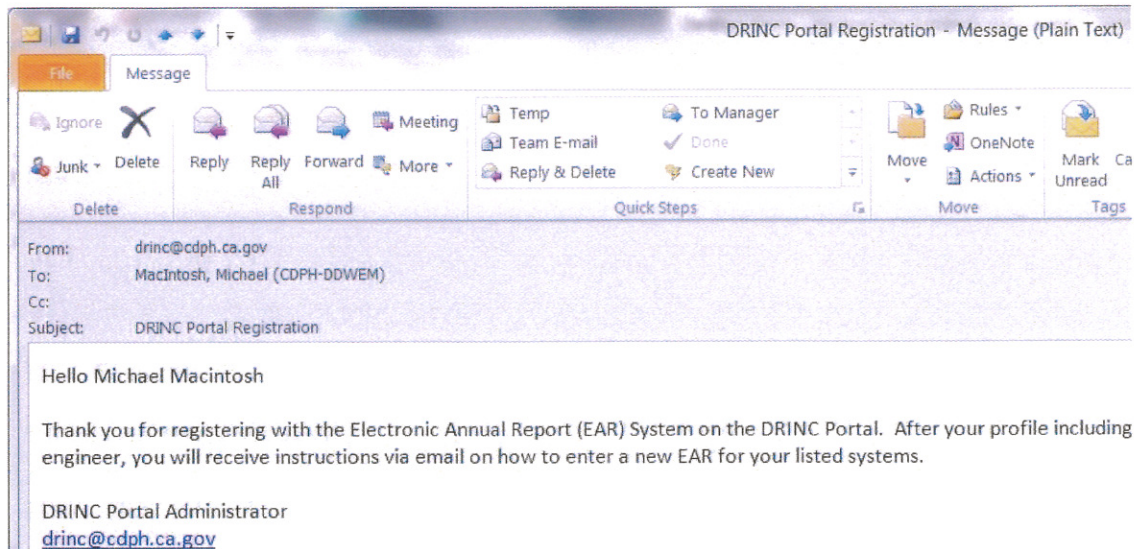 DRINC Portal Registration - Message (Plain Text)
File Message
Ignore
Junk
Delete
Reply
Reply All
Forward
Meeting
More
Temp
Team E-mail
Reply & Delete
To Manager
Done
Create New
Move
Rules
OneNote
Actions
Mark Unread
Ca
Delete Respond Quick Steps Move Tags
From: drinc@cdph.ca.gov
To: MacIntosh, Michael (CDPH-DDWEM)
Cc:
Subject: DRINC Portal Registration
Hello Michael Macintosh
Thank you for registering with the Electronic Annual Report (EAR) System on the DRINC Portal. After your profile including
engineer, you will receive instructions via email on how to enter a new EAR for your listed systems.
DRINC Portal Administrator
drinc@cdph.ca.gov